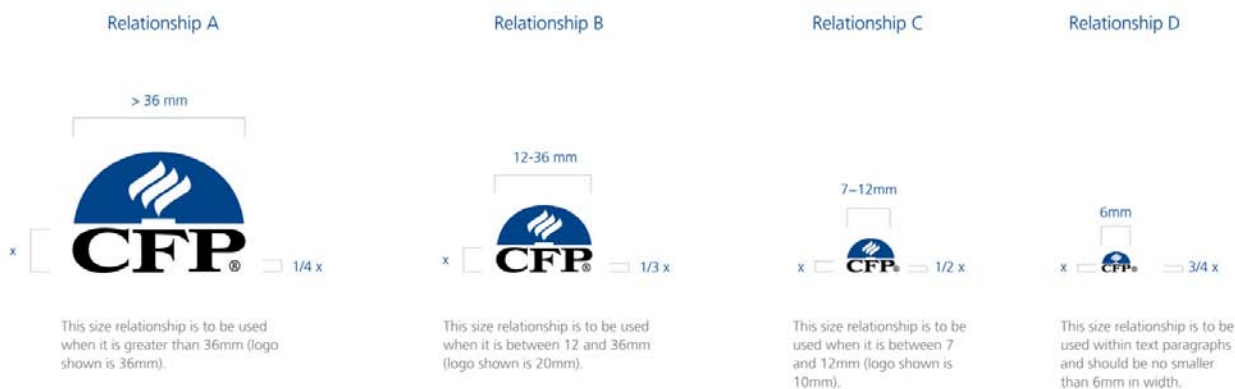 Relationship A
> 36 mm
CFP®
x
1/4 x
This size relationship is to be used
when it is greater than 36mm (logo
shown is 36mm).
Relationship B
12-36 mm
CFP®
x
1/3 x
This size relationship is to be used
when it is between 12 and 36mm
(logo shown is 20mm).
Relationship C
7–12mm
CFP®
x
1/2 x
This size relationship is to be
used when it is between 7
and 12mm (logo shown is
10mm).
Relationship D
6mm
CFP®
x
3/4 x
This size relationship is to be
used within text paragraphs
and should be no smaller
than 6mm in width.